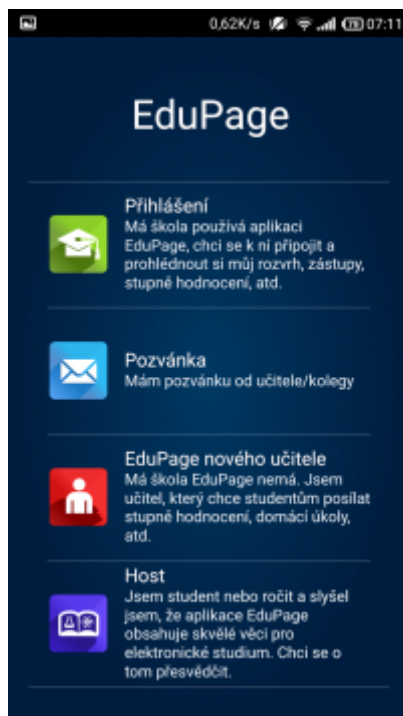 0,62K/s 78 07:11
EduPage
Přihlášení
Má škola používá aplikaci
EduPage, chci se k ní připojit a
prohlédnout si můj rozvrh, zástupy,
stupně hodnocení, atd.
Pozvánka
Mám pozvánku od učitele/kolegy
EduPage nového učitele
Má škola EduPage nemá. Jsem
učitel, který chce studentům posílat
stupně hodnocení, domácí úkoly,
atd.
Host
Jsem student nebo ročit a slyšel
jsem, že aplikace EduPage
obsahuje skvělé věci pro
elektronické studium. Chci se o
tom přesvědčit.